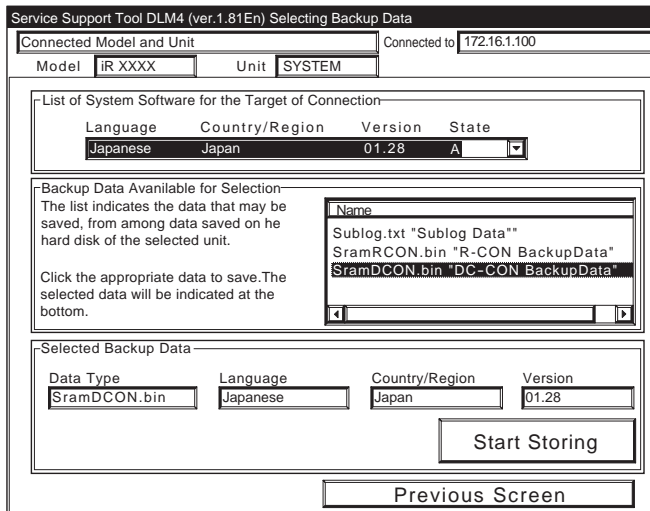 Service Support Tool DLM4 (ver.1.81En) Selecting Backup Data
Connected Model and Unit
Connected to 172.16.1.100
Model iR XXXX Unit SYSTEM
List of System Software for the Target of Connection
Language Country/Region Version State
Japanese Japan 01.28 A
Backup Data Avanilable for Selection
The list indicates the data that may be
saved, from among data saved on he
hard disk of the selected unit.
Click the appropriate data to save.The
selected data will be indicated at the
bottom.
Name
Sublog.txt "Sublog Data""
SramRCON.bin "R-CON BackupData"
SramDCON.bin "DC-CON BackupData"
Selected Backup Data
Data Type Language Country/Region Version
SramDCON.bin Japanese Japan 01.28
Start Storing
Previous Screen